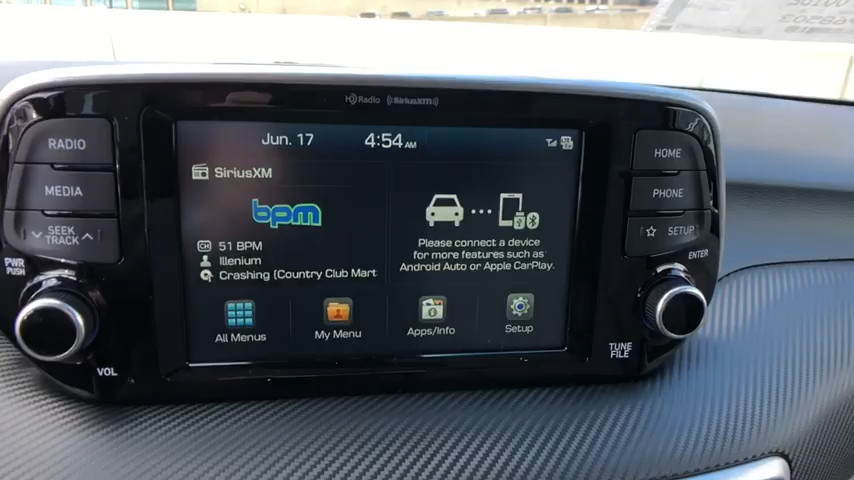 HD Radio ((SiriusXM))
RADIO
MEDIA
SEEK
TRACK
PWR
PUSH
VOL
Jun. 17 4:54 AM
SiriusXM
bpm
CH 51 BPM
Illenium
Crashing (Country Club Mart
Please connect a device
for more features such as
Android Auto or Apple CarPlay.
All Menus
My Menu
Apps/Info
Setup
HOME
PHONE
SETUP
ENTER
TUNE
FILE